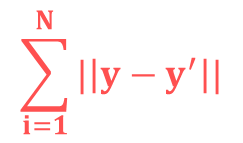 N
∑ ||y − y′||
i=1